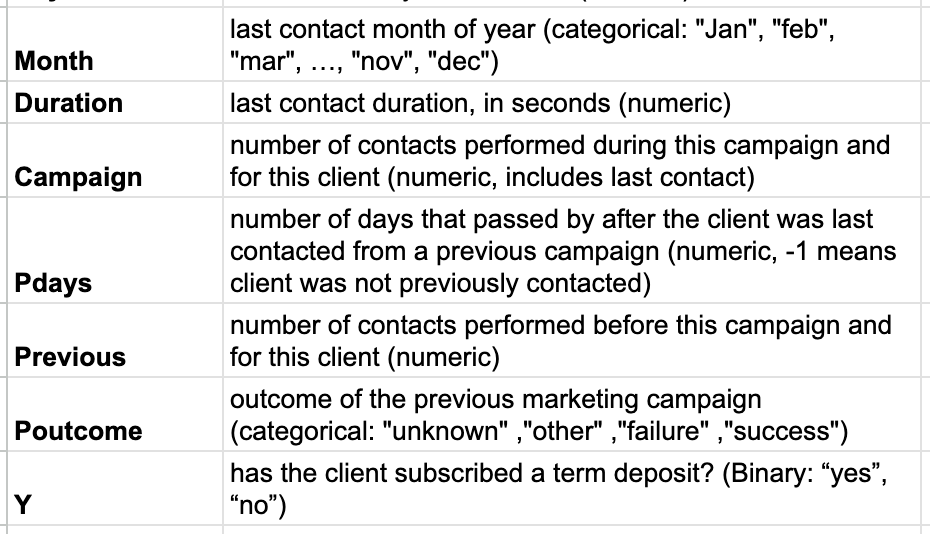 last contact month of year (categorical: "Jan", "feb",
Month "mar", ..., "nov", "dec")
Duration last contact duration, in seconds (numeric)
number of contacts performed during this campaign and
Campaign for this client (numeric, includes last contact)
number of days that passed by after the client was last
contacted from a previous campaign (numeric, -1 means
Pdays client was not previously contacted)
number of contacts performed before this campaign and
Previous for this client (numeric)
outcome of the previous marketing campaign
Poutcome (categorical: "unknown" ,"other" ,"failure" ,"success")
has the client subscribed a term deposit? (Binary: “yes”,
Y “no”)